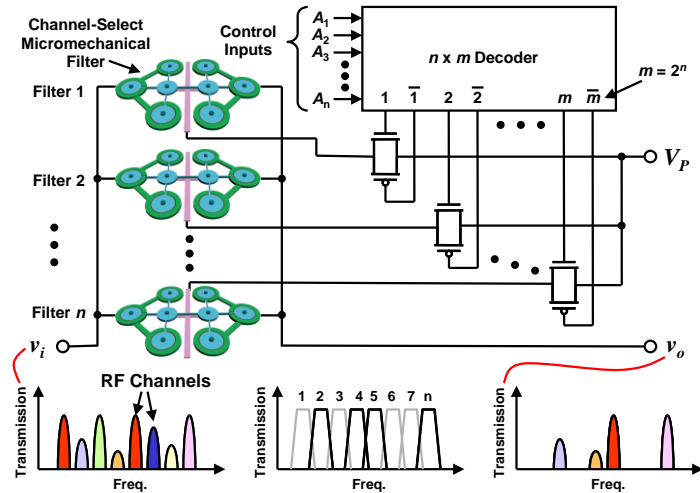 Channel-Select
Micromechanical
Filter
Control
Inputs
A1
A2
A3
An
n x m Decoder
m = 2^n
1
1̅
2
2̅
m
m̅
Filter 1
Filter 2
Filter n
VP
vi
vo
RF Channels
Transmission
Freq.
1 2 3 4 5 6 7 n
Transmission
Freq.
Transmission
Freq.